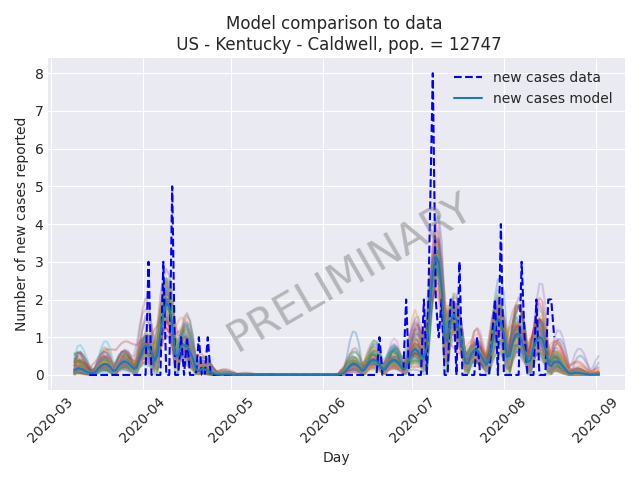 Model comparison to data
US - Kentucky - Caldwell, pop. = 12747
new cases data
new cases model
PRELIMINARY
Number of new cases reported
8
7
6
5
4
3
2
1
0
2020-03
2020-04
2020-05
2020-06
2020-07
2020-08
2020-09
Day